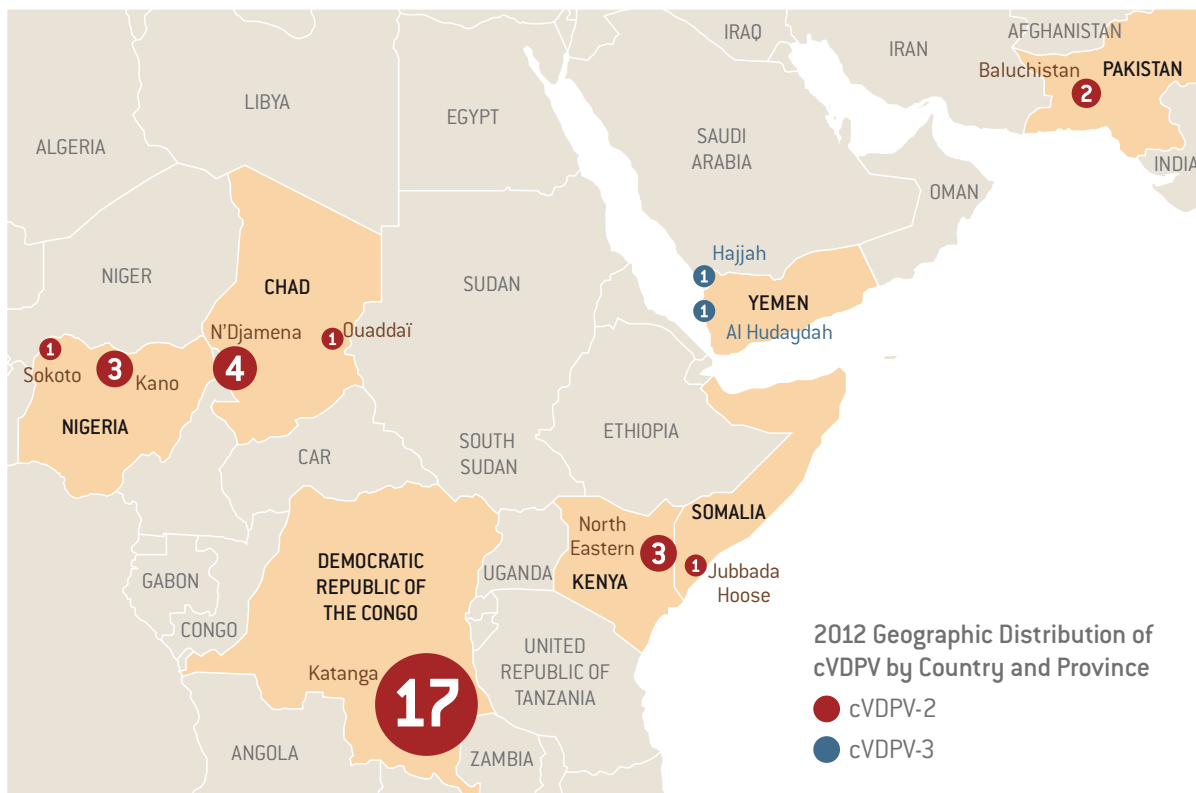 IRAQ
IRAN
AFGHANISTAN
Baluchistan
PAKISTAN
2
LIBYA
EGYPT
ALGERIA
SAUDI
ARABIA
INDIA
OMAN
NIGER
CHAD
SUDAN
Hajjah
1
YEMEN
1
Al Hudaydah
N'Djamena
4
1
Ouaddaï
1
Sokoto
3
Kano
NIGERIA
CAR
SOUTH
SUDAN
ETHIOPIA
SOMALIA
North
Eastern
3
KENYA
1
Jubbada
Hoose
DEMOCRATIC
REPUBLIC OF
THE CONGO
UGANDA
GABON
CONGO
Katanga
17
UNITED
REPUBLIC OF
TANZANIA
ANGOLA
ZAMBIA
2012 Geographic Distribution of
cVDPV by Country and Province
cVDPV-2
cVDPV-3